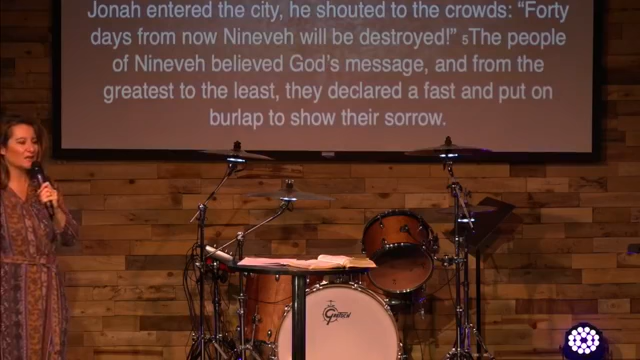 Jonah entered the city, he shouted to the crowds: “Forty
days from now Nineveh will be destroyed!” 5The people
of Nineveh believed God’s message, and from the
greatest to the least, they declared a fast and put on
burlap to show their sorrow.
Gretsch